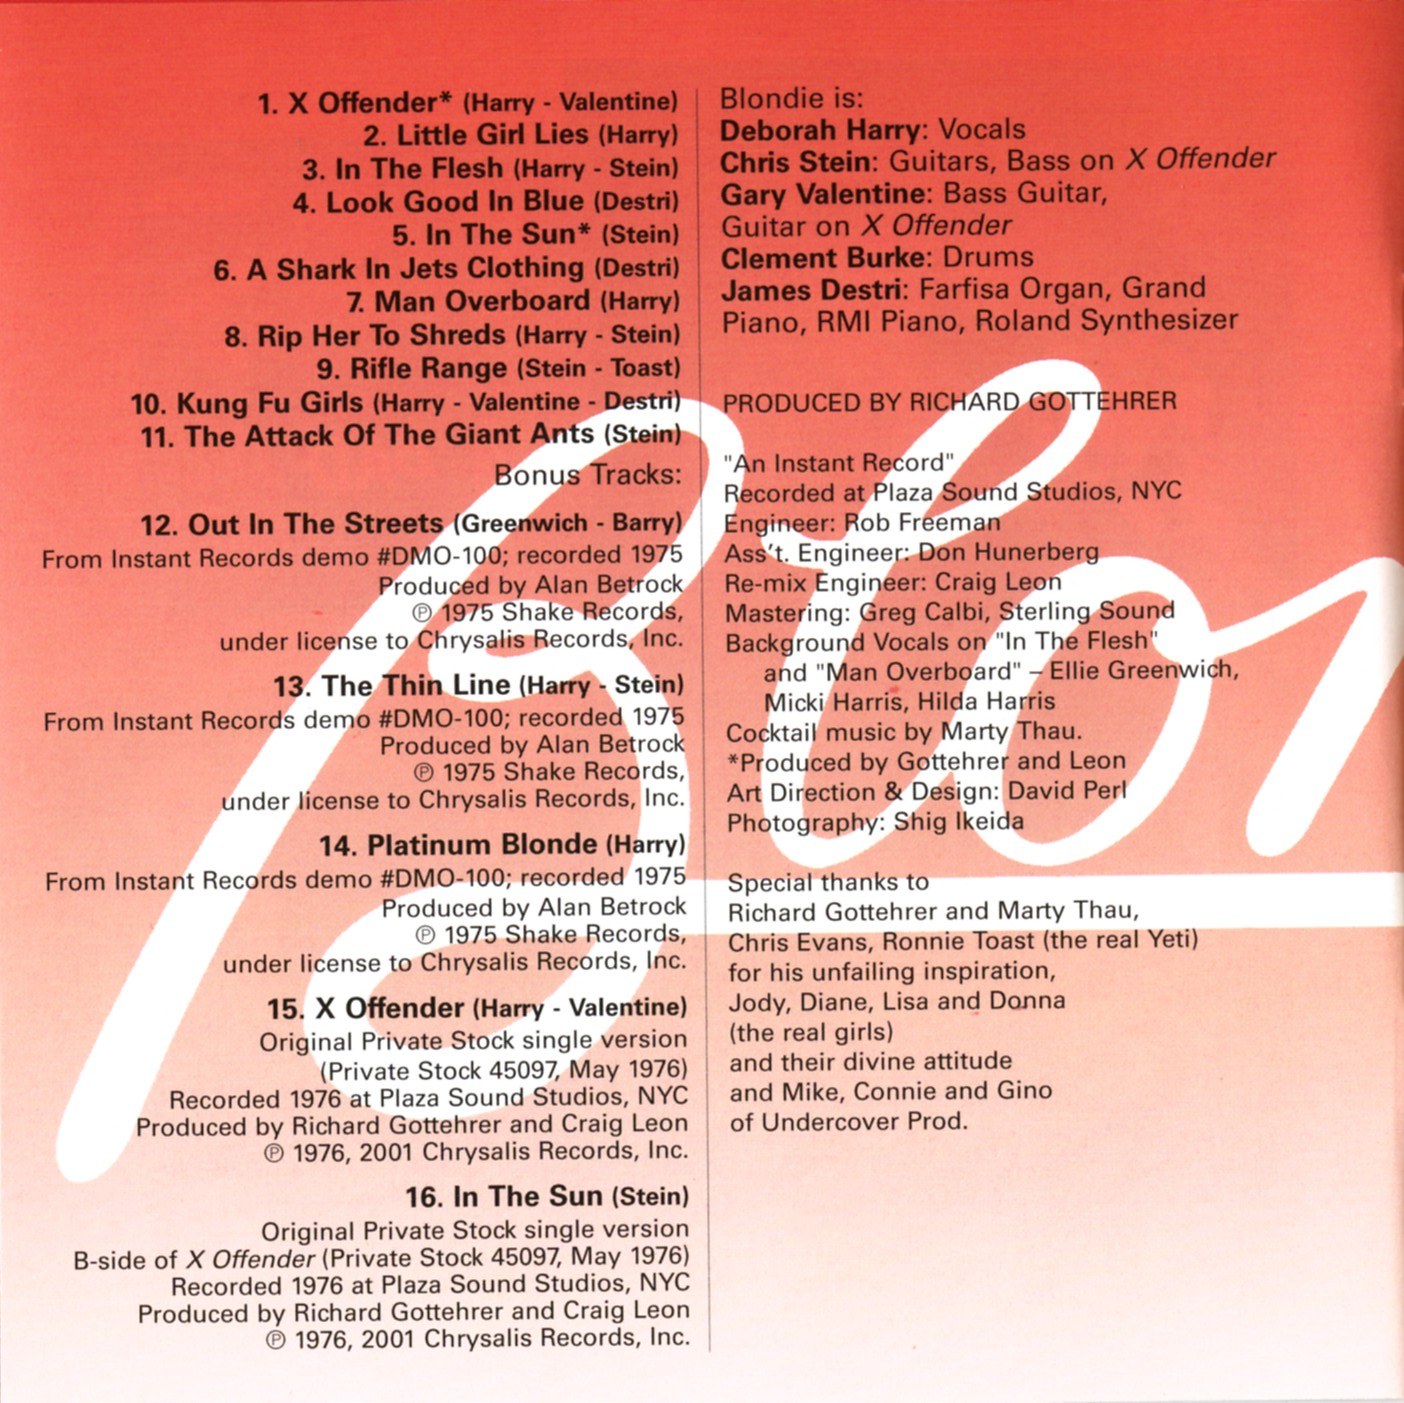 1. X Offender* (Harry - Valentine)
2. Little Girl Lies (Harry)
3. In The Flesh (Harry - Stein)
4. Look Good In Blue (Destri)
5. In The Sun* (Stein)
6. A Shark In Jets Clothing (Destri)
7. Man Overboard (Harry)
8. Rip Her To Shreds (Harry - Stein)
9. Rifle Range (Stein - Toast)
10. Kung Fu Girls (Harry - Valentine - Destri)
11. The Attack Of The Giant Ants (Stein)
Bonus Tracks:
12. Out In The Streets (Greenwich - Barry)
From Instant Records demo #DMO-100; recorded 1975
Produced by Alan Betrock
℗ 1975 Shake Records,
under license to Chrysalis Records, Inc.
13. The Thin Line (Harry - Stein)
From Instant Records demo #DMO-100; recorded 1975
Produced by Alan Betrock
℗ 1975 Shake Records,
under license to Chrysalis Records, Inc.
14. Platinum Blonde (Harry)
From Instant Records demo #DMO-100; recorded 1975
Produced by Alan Betrock
℗ 1975 Shake Records,
under license to Chrysalis Records, Inc.
15. X Offender (Harry - Valentine)
Original Private Stock single version
(Private Stock 45097, May 1976)
Recorded 1976 at Plaza Sound Studios, NYC
Produced by Richard Gottehrer and Craig Leon
℗ 1976, 2001 Chrysalis Records, Inc.
16. In The Sun (Stein)
Original Private Stock single version
B-side of X Offender (Private Stock 45097, May 1976)
Recorded 1976 at Plaza Sound Studios, NYC
Produced by Richard Gottehrer and Craig Leon
℗ 1976, 2001 Chrysalis Records, Inc.
Blondie is:
Deborah Harry: Vocals
Chris Stein: Guitars, Bass on X Offender
Gary Valentine: Bass Guitar,
Guitar on X Offender
Clement Burke: Drums
James Destri: Farfisa Organ, Grand
Piano, RMI Piano, Roland Synthesizer
PRODUCED BY RICHARD GOTTEHRER
"An Instant Record"
Recorded at Plaza Sound Studios, NYC
Engineer: Rob Freeman
Ass't. Engineer: Don Hunerberg
Re-mix Engineer: Craig Leon
Mastering: Greg Calbi, Sterling Sound
Background Vocals on "In The Flesh"
and "Man Overboard" – Ellie Greenwich,
Micki Harris, Hilda Harris
Cocktail music by Marty Thau.
*Produced by Gottehrer and Leon
Art Direction & Design: David Perl
Photography: Shig Ikeida
Special thanks to
Richard Gottehrer and Marty Thau,
Chris Evans, Ronnie Toast (the real Yeti)
for his unfailing inspiration,
Jody, Diane, Lisa and Donna
(the real girls)
and their divine attitude
and Mike, Connie and Gino
of Undercover Prod.
Blon